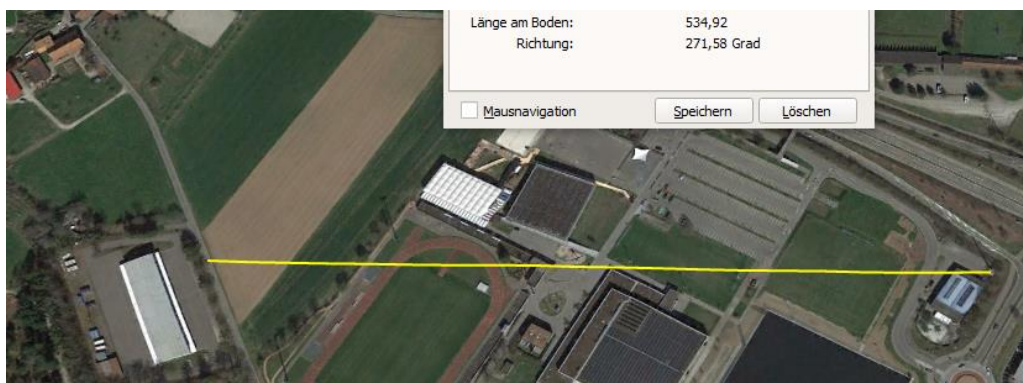 Länge am Boden: 534,92
Richtung: 271,58 Grad
Mausnavigation Speichern Löschen